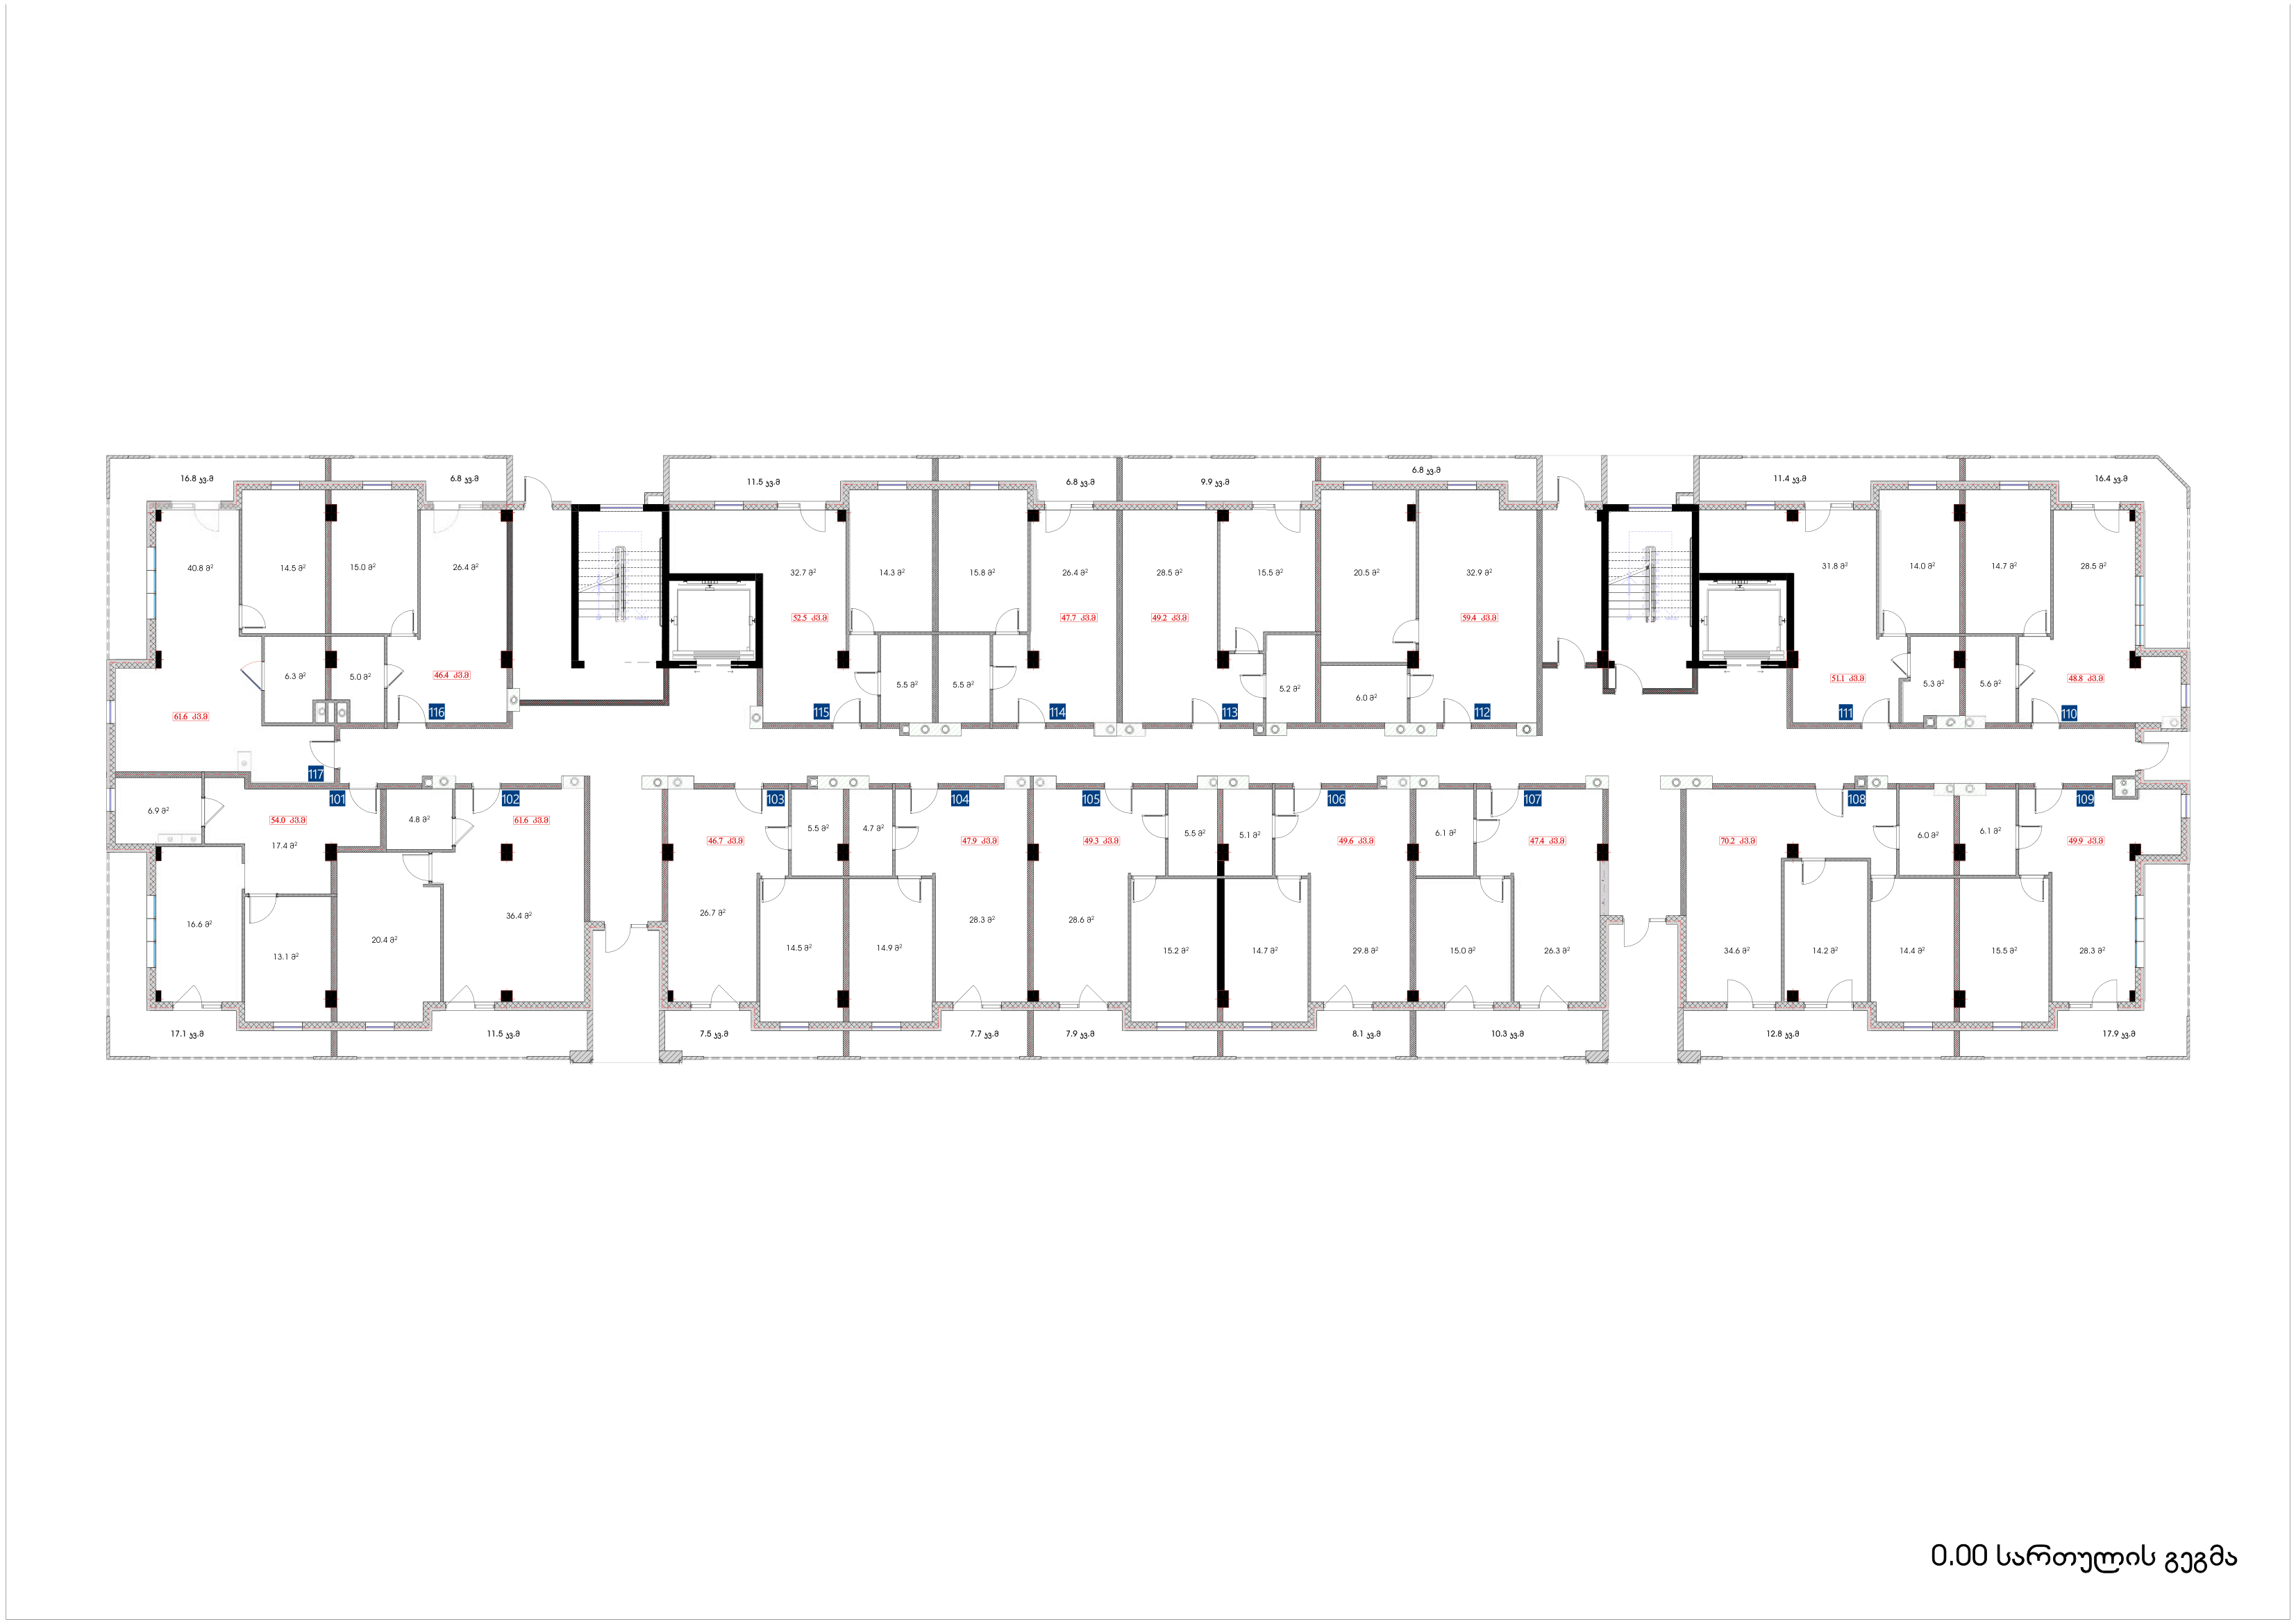 16.8 კვ.მ
6.8 კვ.მ
11.5 კვ.მ
6.8 კვ.მ
9.9 კვ.მ
6.8 კვ.მ
11.4 კვ.მ
16.4 კვ.მ
40.8 მ²
14.5 მ²
15.0 მ²
26.4 მ²
32.7 მ²
14.3 მ²
15.8 მ²
26.4 მ²
28.5 მ²
15.5 მ²
20.5 მ²
32.9 მ²
31.8 მ²
14.0 მ²
14.7 მ²
28.5 მ²
52.5 კვ.მ
47.7 კვ.მ
49.2 კვ.მ
59.4 კვ.მ
6.3 მ²
5.0 მ²
46.4 კვ.მ
5.5 მ²
5.5 მ²
5.2 მ²
6.0 მ²
51.1 კვ.მ
5.3 მ²
5.6 მ²
48.8 კვ.მ
61.6 კვ.მ
116
115
114
113
112
111
110
117
101
102
103
104
105
106
107
108
109
6.9 მ²
54.0 კვ.მ
4.8 მ²
61.6 კვ.მ
17.4 მ²
46.7 კვ.მ
5.5 მ²
4.7 მ²
47.9 კვ.მ
49.3 კვ.მ
5.5 მ²
5.1 მ²
49.6 კვ.მ
6.1 მ²
47.4 კვ.მ
70.2 კვ.მ
6.0 მ²
6.1 მ²
49.9 კვ.მ
16.6 მ²
13.1 მ²
20.4 მ²
36.4 მ²
26.7 მ²
14.5 მ²
14.9 მ²
28.3 მ²
28.6 მ²
15.2 მ²
14.7 მ²
29.8 მ²
15.0 მ²
26.3 მ²
34.6 მ²
14.2 მ²
14.4 მ²
15.5 მ²
28.3 მ²
17.1 კვ.მ
11.5 კვ.მ
7.5 კვ.მ
7.7 კვ.მ
7.9 კვ.მ
8.1 კვ.მ
10.3 კვ.მ
12.8 კვ.მ
17.9 კვ.მ
0.00 სართულის გეგმა